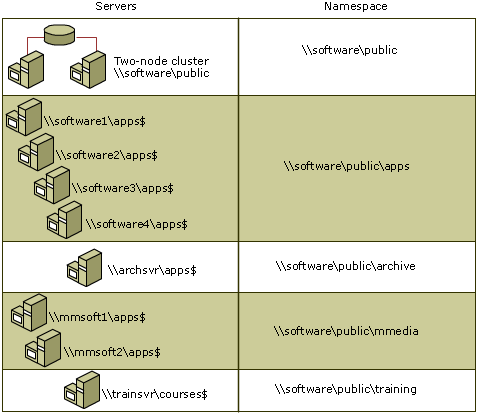 Servers Namespace
Two-node cluster
\\software\public
\\software\public
\\software1\apps$
\\software2\apps$
\\software3\apps$
\\software4\apps$
\\software\public\apps
\\archsvr\apps$
\\software\public\archive
\\mmsoft1\apps$
\\mmsoft2\apps$
\\software\public\mmedia
\\trainsvr\courses$
\\software\public\training